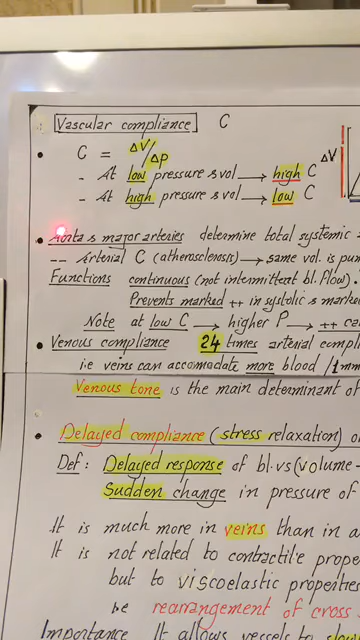 Vascular compliance C
• C = ΔV/ΔP
- At low pressure & vol → high C
ΔV
- At high pressure & vol → low C
• Aorta & major arteries determine total systemic
-- Arterial C (atherosclerosis) → same vol. is pum
Functions continuous (not intermittent bl. flow).
Prevents marked ++ in systolic & marke
Note at low C → higher P → ++ ca
• Venous compliance 24 times arterial compl
i.e veins can accomodate more blood /1mm
Venous tone is the main determinant of
• Delayed compliance (stress relaxation) o
Def: Delayed response of bl.vs (volume-
Sudden change in pressure of
It is much more in veins than in a
It is not related to contractile prope
but to viscoelastic properties
i.e rearrangement of cross-
Importance It allows vessel to slow